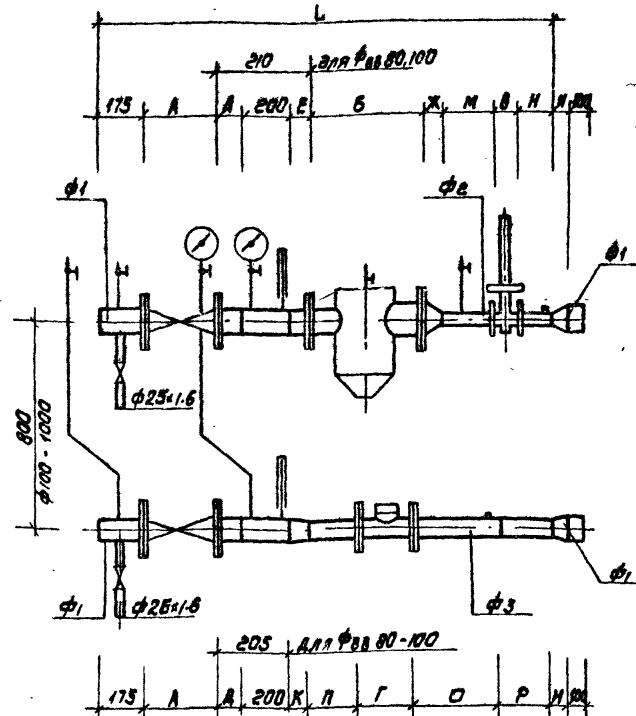 L
210 для ФВВ 80,100
175 А Д 200 Е Б Ж М В Н И 100
ф1 ф2
ф1
ф25×1.6
800
ф100-1000
ф1 ф25×1.6 ф3 ф1
205 для ФВВ 80-100
175 А Д 200 К П Г О Р И 100